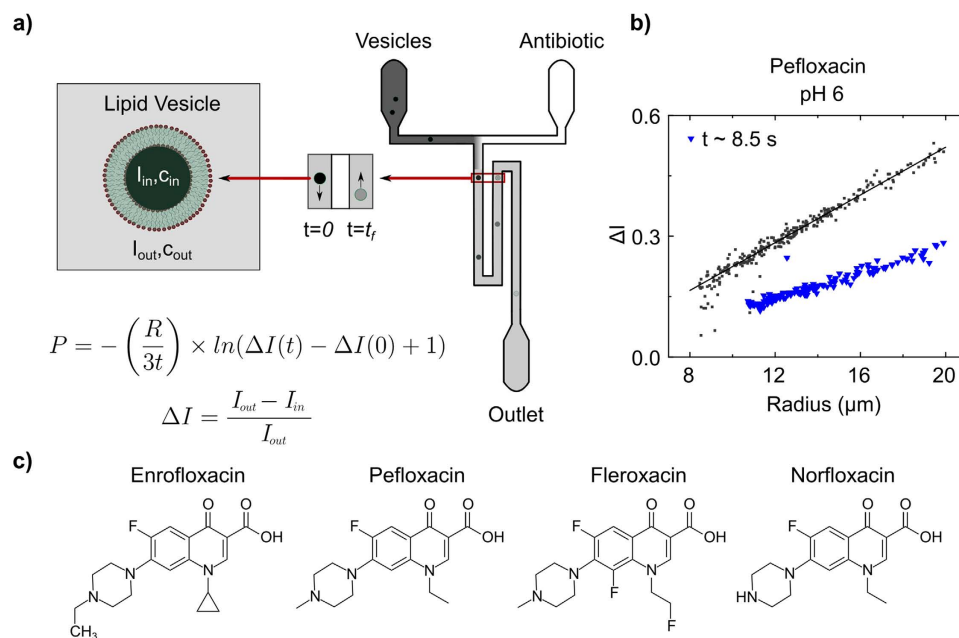 a)
Vesicles
Antibiotic
Lipid Vesicle
I_in,c_in
I_out,c_out
t=0
t=t_f
P = -(R/3t) × ln(ΔI(t) − ΔI(0) + 1)
ΔI = (I_out − I_in)/I_out
Outlet
b)
Pefloxacin
pH 6
t ~ 8.5 s
0.6
0.3
0.0
ΔI
8
12
16
20
Radius (μm)
c)
Enrofloxacin
Pefloxacin
Fleroxacin
Norfloxacin
O
O
F
OH
N
N
N
CH₃
O
O
F
OH
N
N
N
O
O
F
OH
N
N
N
F
F
O
O
F
OH
N
HN
N